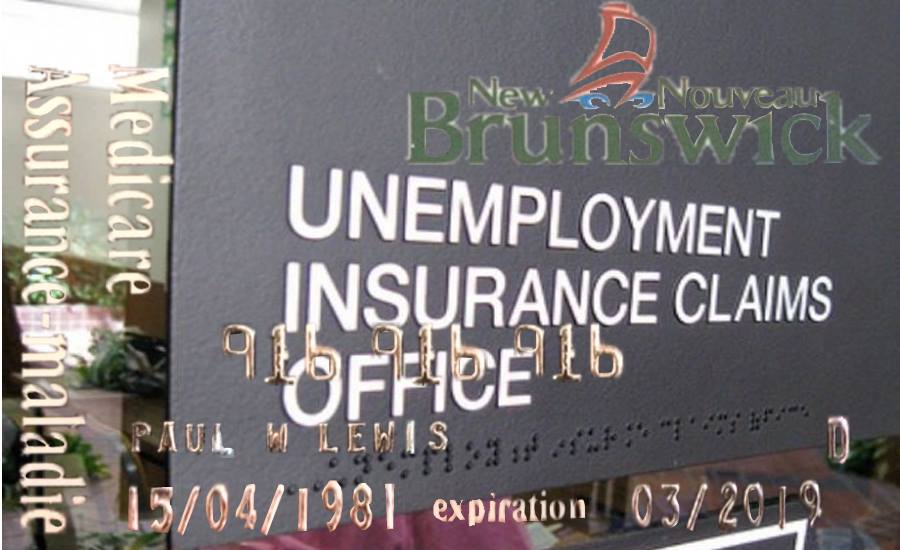 New Nouveau
Brunswick
UNEMPLOYMENT
INSURANCE CLAIMS
OFFICE
916 916 916
PAUL W LEWIS
D
15/04/1981 expiration 03/2019
Medicare
Assurance-maladie